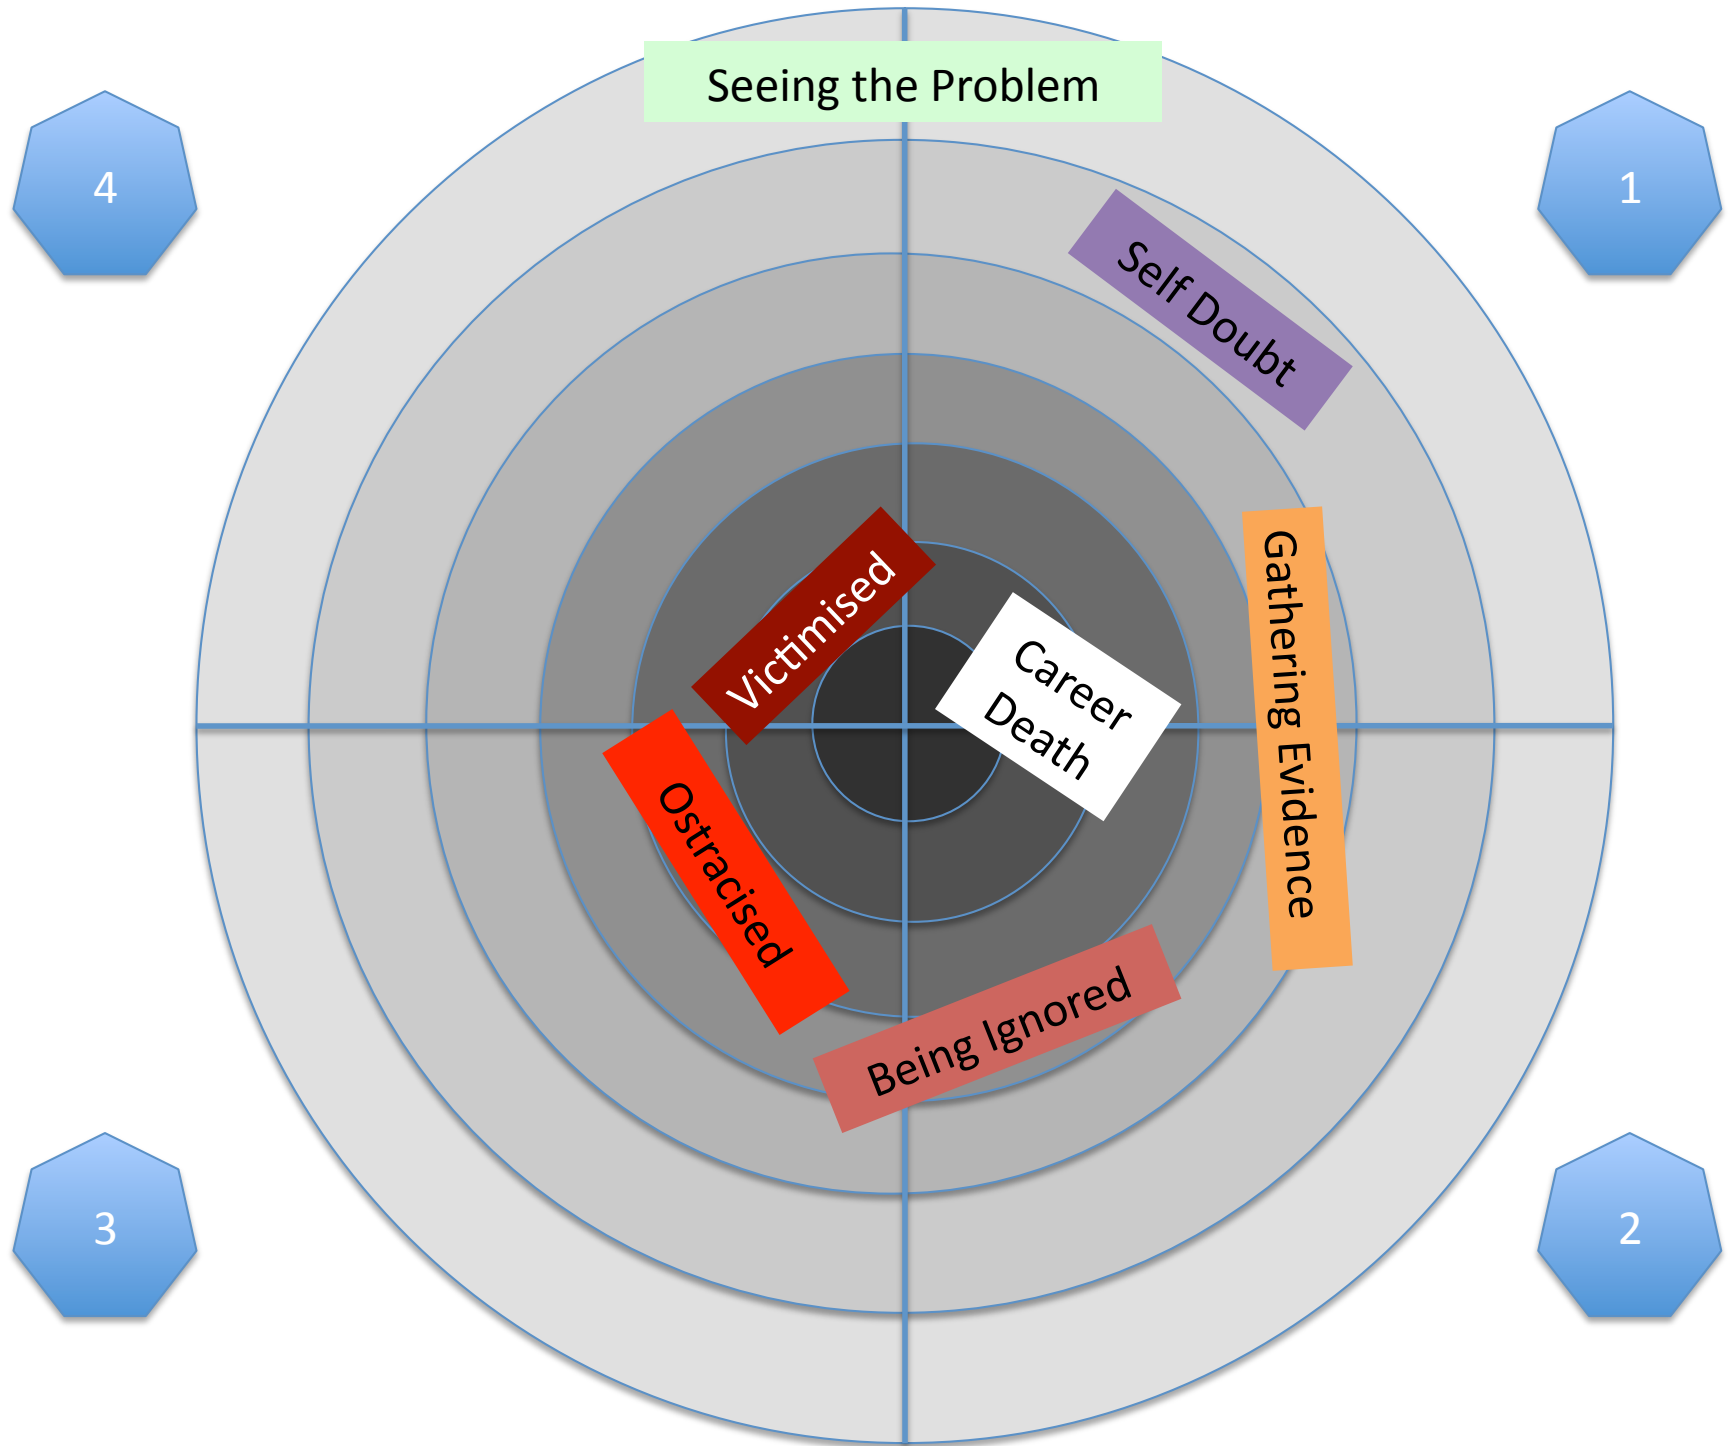 Seeing the Problem
4
1
Self Doubt
Gathering Evidence
Victimised
Career
Death
Ostracised
Being Ignored
3
2